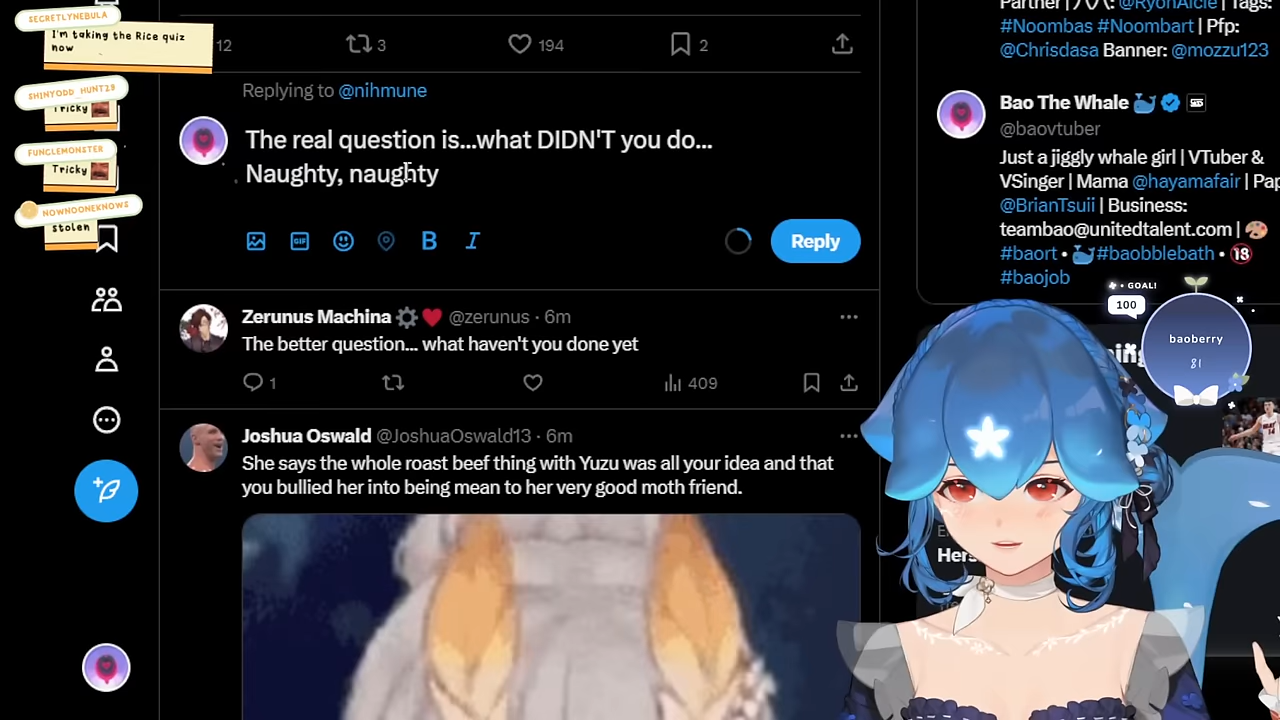 SECRETLYNEBULA
I'm taking the Rice quiz
now
SHINYODD_HUNT28
Tricky
FUNCLEMONSTER
Tricky
NOWNOONEKNOWS
stolen
12
3
194
2
Replying to @nihmune
The real question is...what DIDN'T you do...
Naughty, naughty
B
I
Reply
Zerunus Machina @zerunus · 6m
The better question... what haven't you done yet
1
409
Joshua Oswald @JoshuaOswald13 · 6m
She says the whole roast beef thing with Yuzu was all your idea and that
you bullied her into being mean to her very good moth friend.
@RyonAicie | Tags:
#Noombas #Noombart | Pfp:
@Chrisdasa Banner: @mozzu123
Bao The Whale
@baovtuber
Just a jiggly whale girl | VTuber &
VSinger | Mama @hayamafair | Pap
@BrianTsuii | Business:
teambao@unitedtalent.com |
#baort • #baobblebath • 18
#baojob
GOAL!
100
baoberry
81